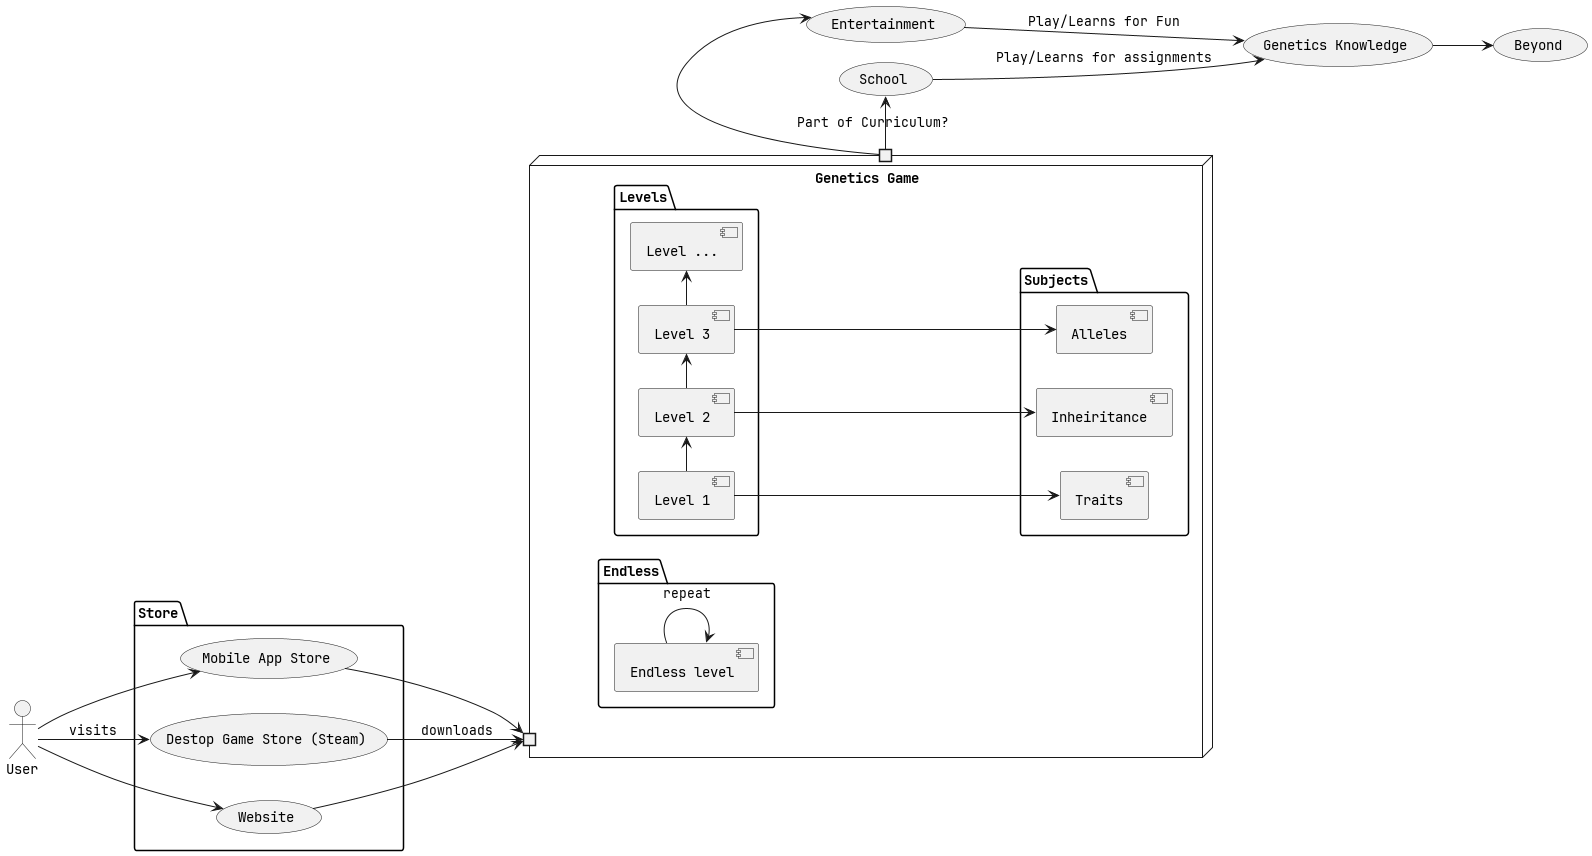 Entertainment
Play/Learns for Fun
Genetics Knowledge
Beyond
School
Play/Learns for assignments
Part of Curriculum?
Genetics Game
Levels
Level ...
Subjects
Level 3
Alleles
Level 2
Inheiritance
Level 1
Traits
Endless
repeat
Endless level
Store
Mobile App Store
visits
Destop Game Store (Steam)
downloads
User
Website